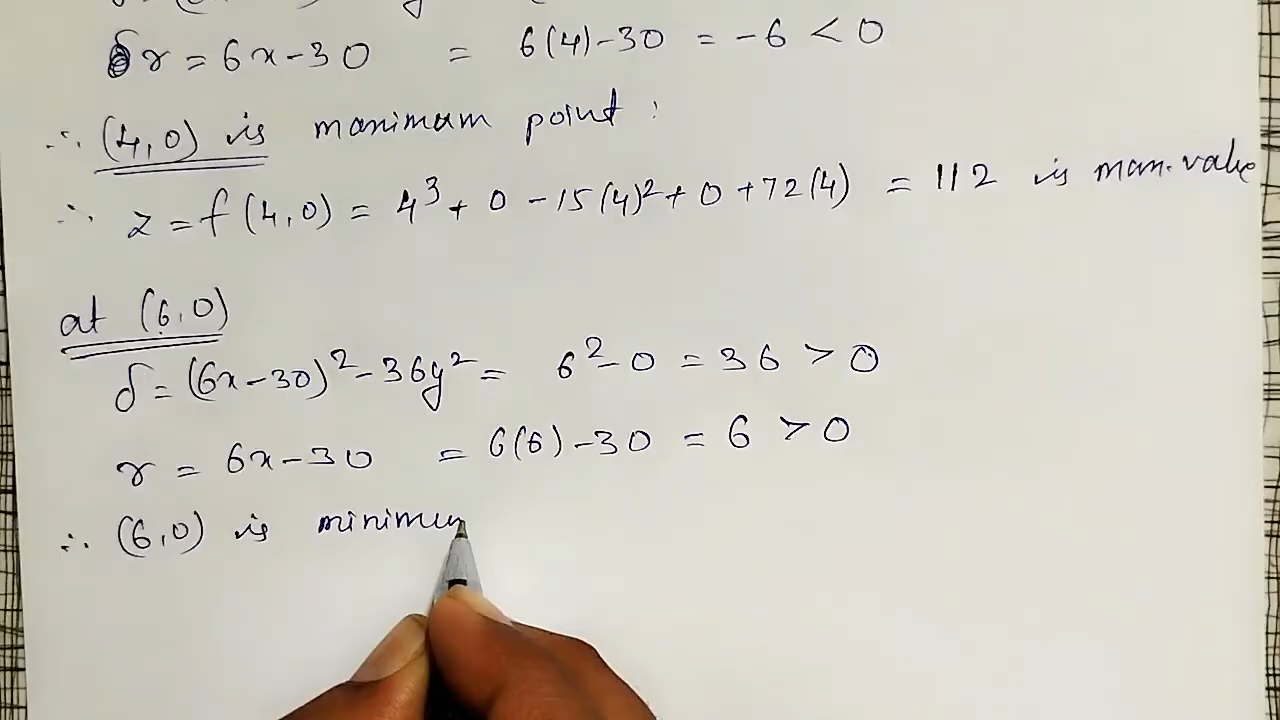 r = 6x-30 = 6(4)-30 = -6 < 0
∴ (4,0) is maximum point:
∴ z = f(4,0) = 4³ + 0 - 15(4)² + 0 + 72(4) = 112 is max. value
at (6,0)
δ = (6x-30)² - 36y² = 6² - 0 = 36 > 0
r = 6x-30 = 6(6)-30 = 6 > 0
∴ (6,0) is minimum